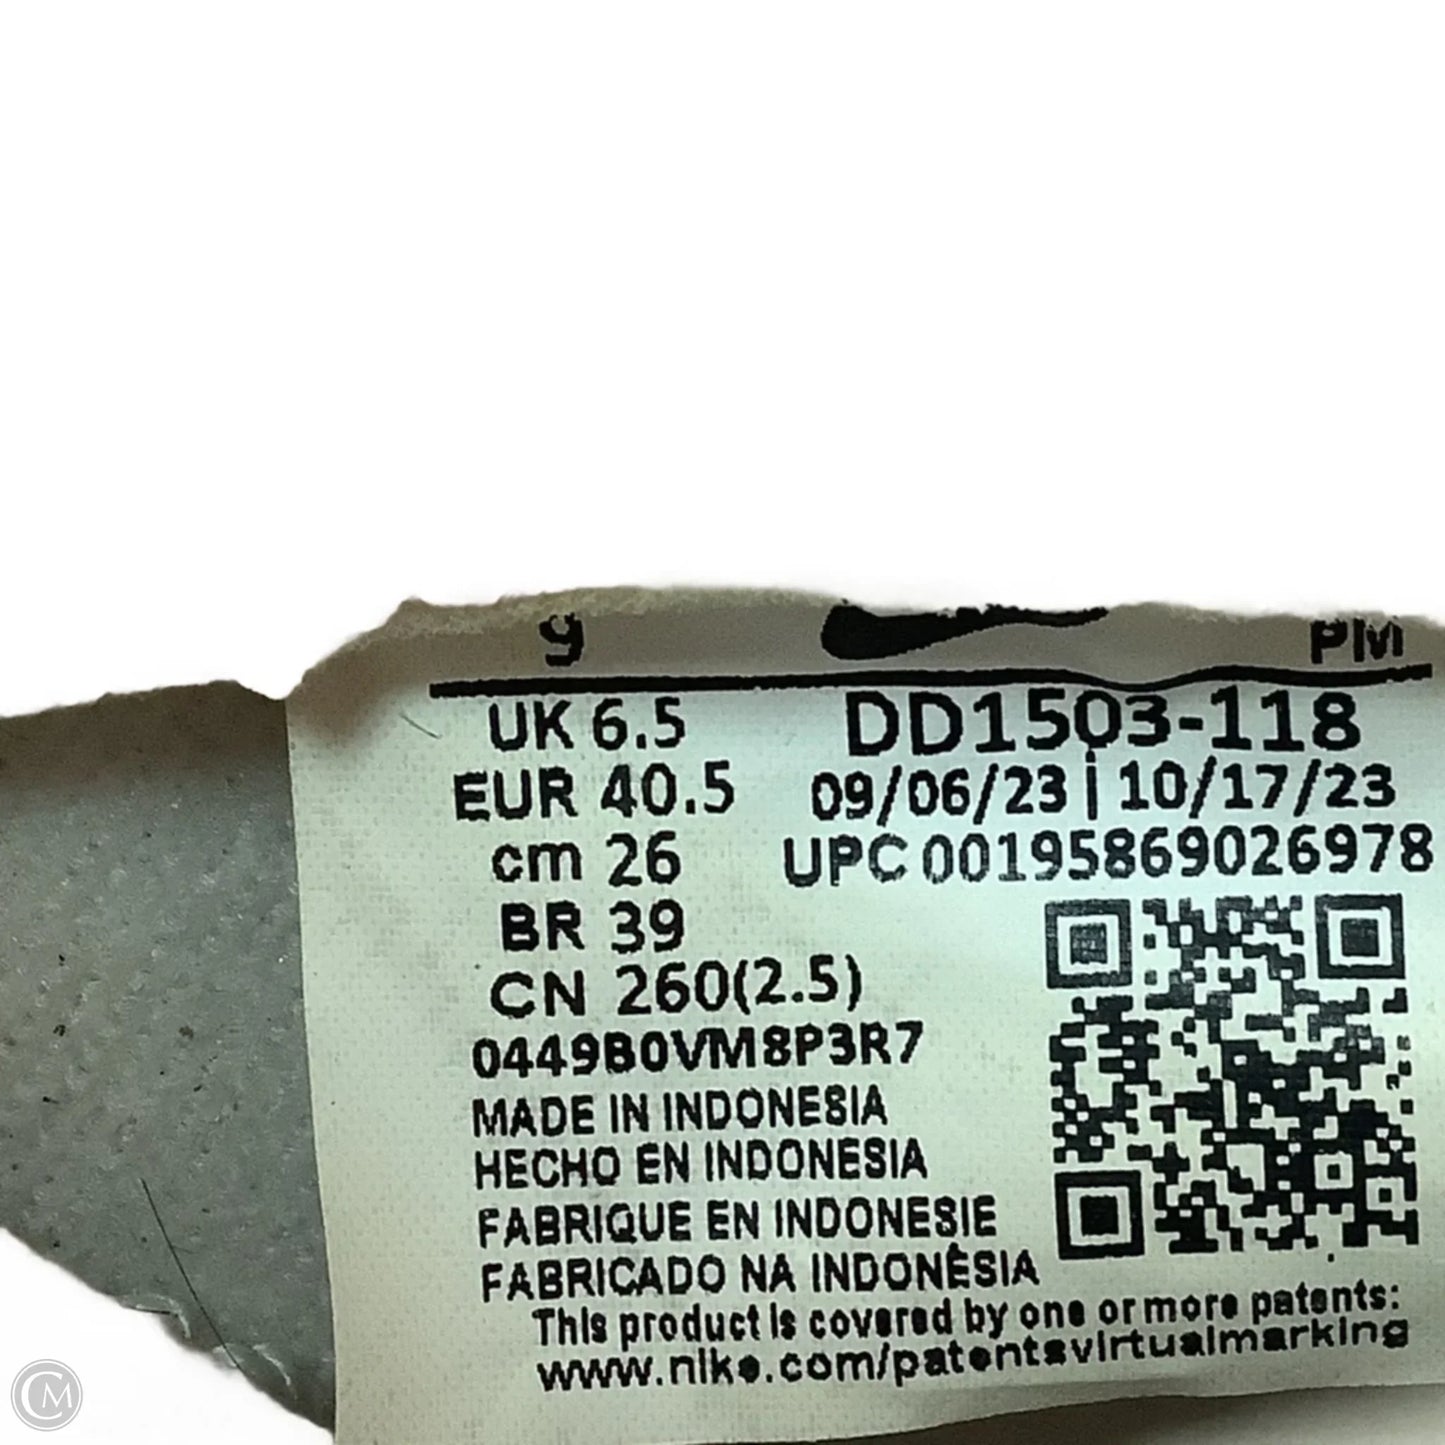 9 PM
UK 6.5 DD1503-118
EUR 40.5 09/06/23 | 10/17/23
cm 26 UPC 00195869026978
BR 39
CN 260(2.5)
0449B0VM8P3R7
MADE IN INDONESIA
HECHO EN INDONESIA
FABRIQUE EN INDONESIE
FABRICADO NA INDONÊSIA
This product is covered by one or more patents:
www.nike.com/patentsvirtualmarking
CM